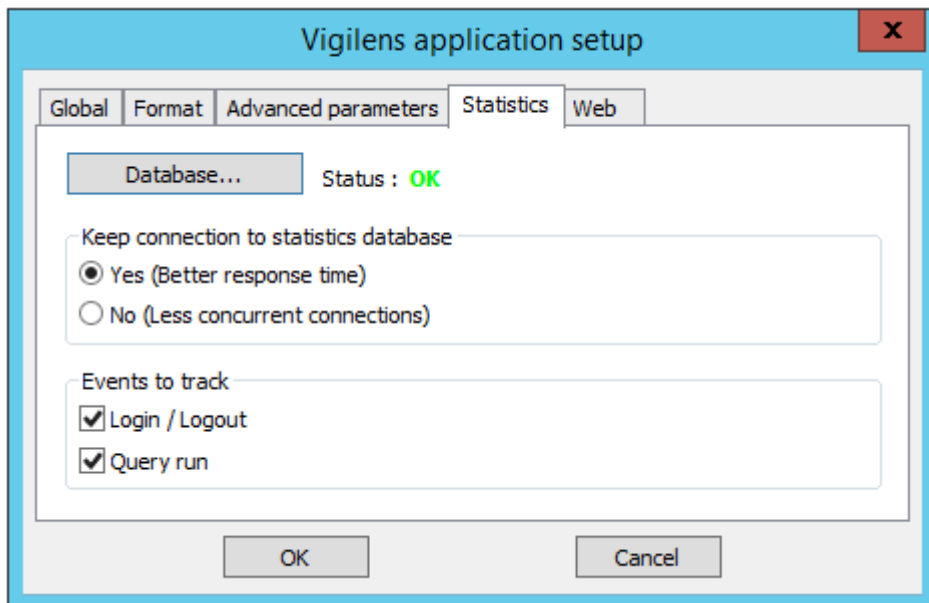 Vigilens application setup
x
Global Format Advanced parameters Statistics Web
Database... Status : OK
Keep connection to statistics database
Yes (Better response time)
No (Less concurrent connections)
Events to track
Login / Logout
Query run
OK Cancel